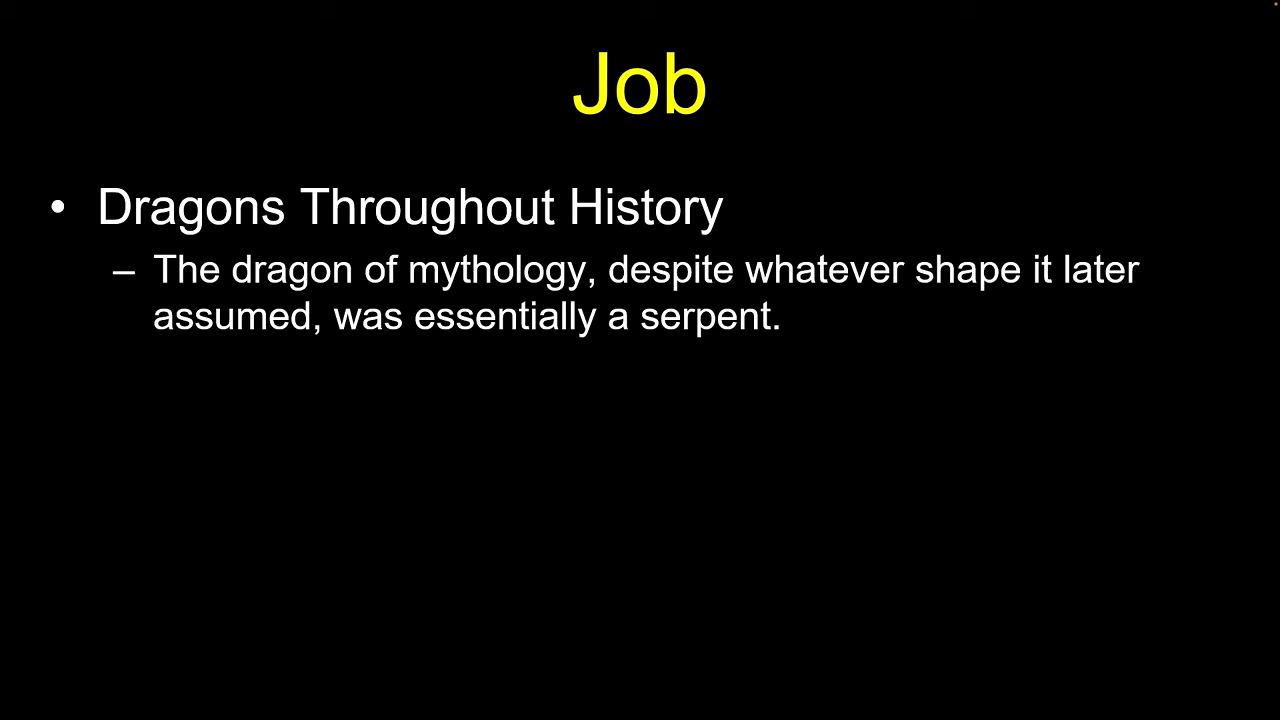 Job
• Dragons Throughout History
– The dragon of mythology, despite whatever shape it later
assumed, was essentially a serpent.